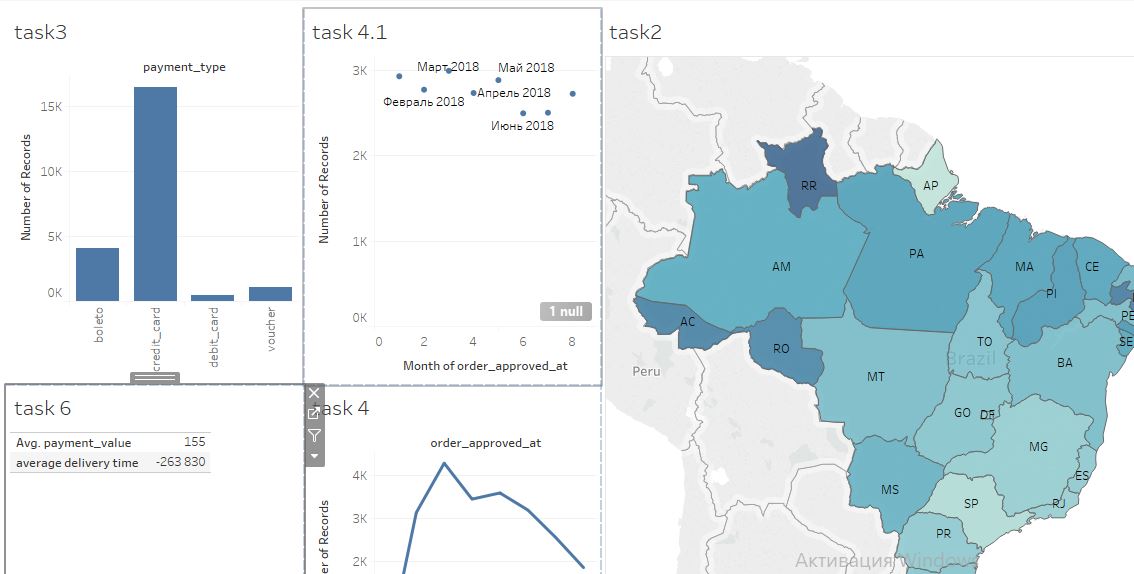 task3
payment_type
Number of Records
15K
10K
5K
0K
boleto
credit_card
debit_card
voucher
task 4.1
Number of Records
3K
2K
1K
0K
Март 2018
Май 2018
Февраль 2018
Апрель 2018
Июнь 2018
1 null
0
2
4
6
8
Month of order_approved_at
task2
RR
AP
AM
PA
MA
CE
PI
AC
RO
PE
SE
TO
Brazil
BA
MT
Peru
GO
DF
MG
ES
MS
SP
RJ
PR
Активация Windows
task 6
Avg. payment_value 155
average delivery time -263 830
task 4
order_approved_at
4K
3K
2K